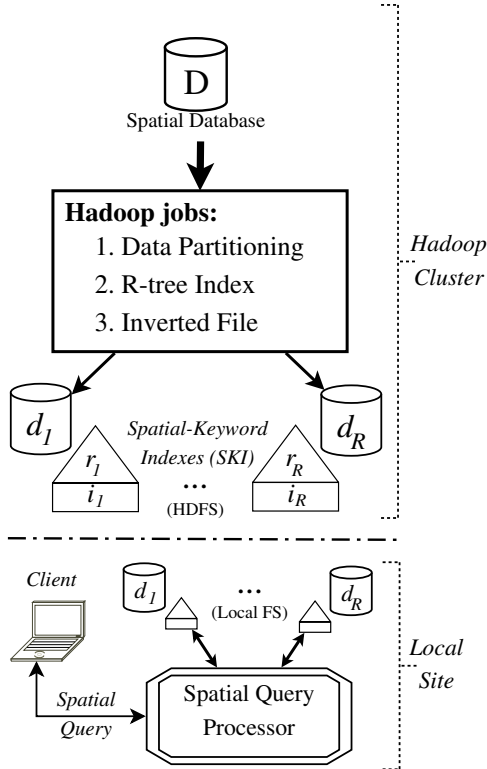 D
Spatial Database
Hadoop jobs:
1. Data Partitioning
2. R-tree Index
3. Inverted File
Hadoop
Cluster
d1
Spatial-Keyword
Indexes (SKI)
dR
r1
rR
i1
...
iR
(HDFS)
Client
d1
...
dR
(Local FS)
Local
Site
Spatial
Query
Spatial Query
Processor